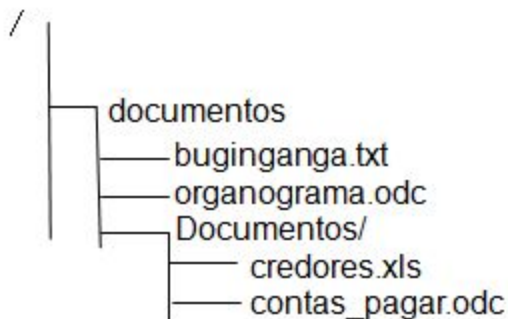 /
documentos
buginganga.txt
organograma.odc
Documentos/
credores.xls
contas_pagar.odc